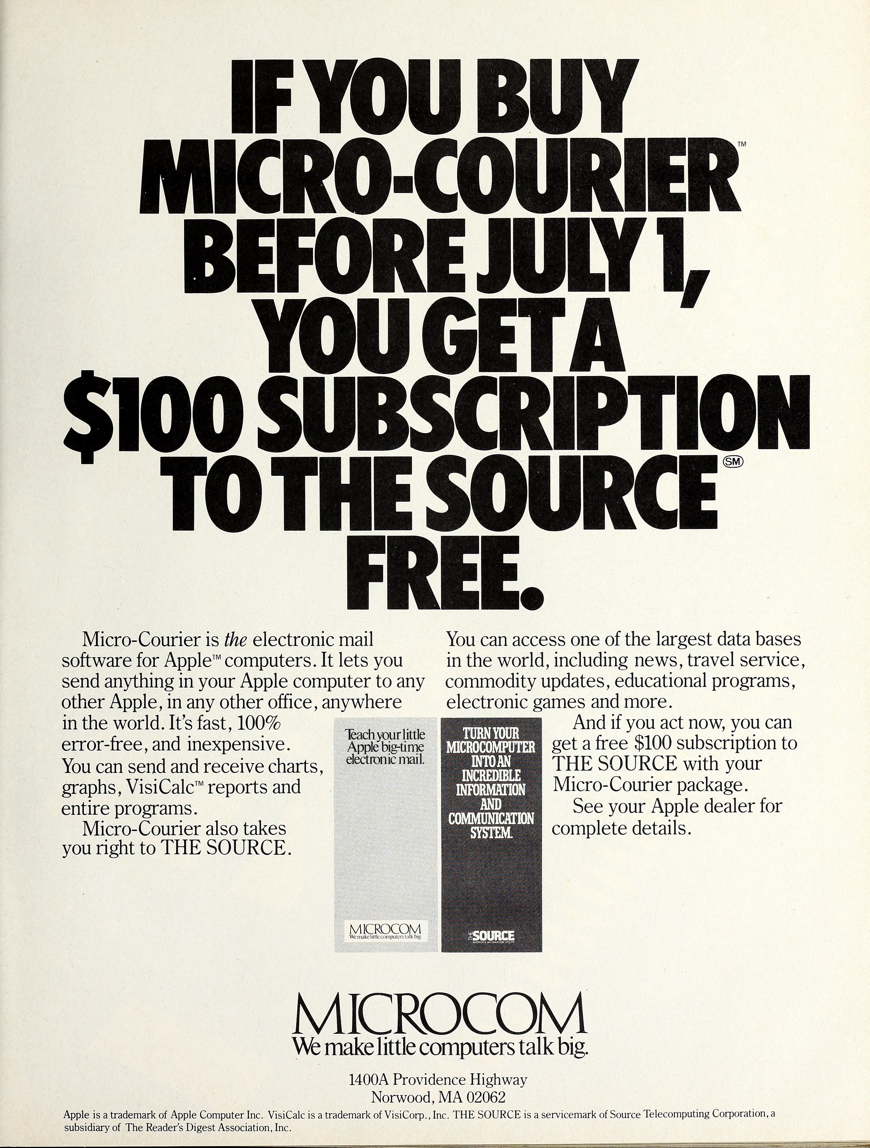 IF YOU BUY
MICRO-COURIER™
BEFORE JULY 1,
YOU GET A
$100 SUBSCRIPTION
TO THE SOURCE℠
FREE.
Micro-Courier is the electronic mail
software for Apple™ computers. It lets you
send anything in your Apple computer to any
other Apple, in any other office, anywhere
in the world. It's fast, 100%
error-free, and inexpensive.
You can send and receive charts,
graphs, VisiCalc™ reports and
entire programs.
Micro-Courier also takes
you right to THE SOURCE.
You can access one of the largest data bases
in the world, including news, travel service,
commodity updates, educational programs,
electronic games and more.
And if you act now, you can
get a free $100 subscription to
THE SOURCE with your
Micro-Courier package.
See your Apple dealer for
complete details.
Teach your little
Apple big-time
electronic mail.
MICROCOM
We make little computers talk big.
TURN YOUR
MICROCOMPUTER
INTO AN
INCREDIBLE
INFORMATION
AND
COMMUNICATION
SYSTEM.
THE SOURCE
MICROCOM
We make little computers talk big.
1400A Providence Highway
Norwood, MA 02062
Apple is a trademark of Apple Computer Inc. VisiCalc is a trademark of VisiCorp., Inc. THE SOURCE is a servicemark of Source Telecomputing Corporation, a
subsidiary of The Reader's Digest Association, Inc.